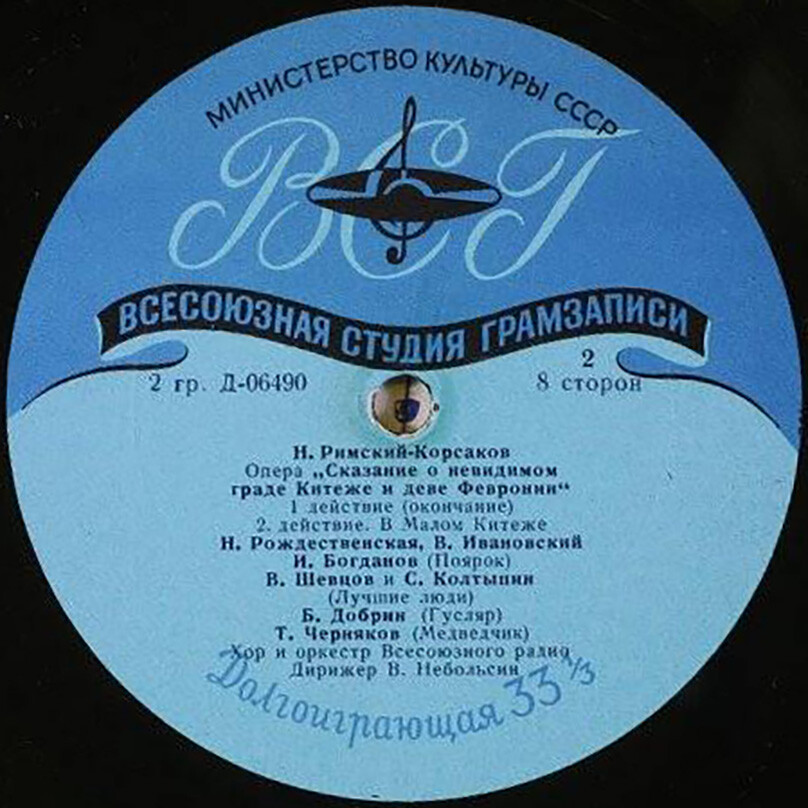 МИНИСТЕРСТВО КУЛЬТУРЫ СССР
ВСГ
ВСЕСОЮЗНАЯ СТУДИЯ ГРАМЗАПИСИ
2 гр. Д-06490
2
8 сторон
Н. Римский-Корсаков
Опера „Сказание о невидимом
граде Китеже и деве Февронии“
1 действие (окончание)
2. действие. В Малом Китеже
Н. Рождественская, В. Ивановский
И. Богданов (Поярок)
В. Шевцов и С. Колтыпин
(Лучшие люди)
Б. Добрин (Гусляр)
Т. Черняков (Медведчик)
Хор и оркестр Всесоюзного радио
Дирижер В. Небольсин
Долгоиграющая 33 1/3